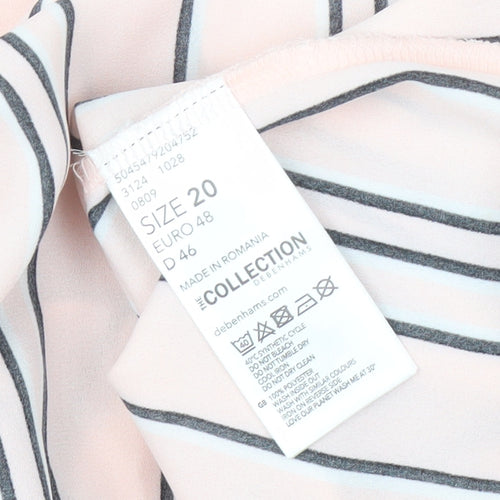 5045479204752
3124 1028
0809
SIZE 20
EURO 48
D 46
MADE IN ROMANIA
THE COLLECTION
DEBENHAMS
debenhams.com
40
40°C SYNTHETIC CYCLE
DO NOT BLEACH
DO NOT TUMBLE DRY
COOL IRON
DO NOT DRY CLEAN
GB 100% POLYESTER
WASH INSIDE OUT
WASH WITH SIMILAR COLOURS
IRON ON REVERSE SIDE
LOVE OUR PLANET WASH ME AT 30°